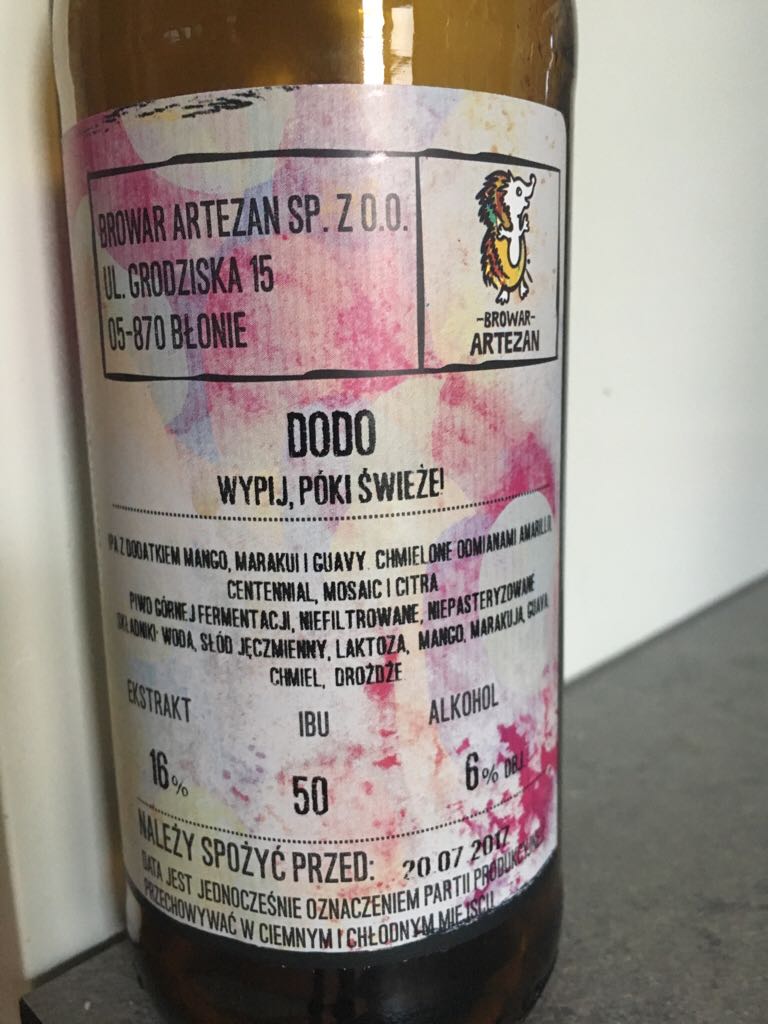 BROWAR ARTEZAN SP. Z O.O.
UL. GRODZISKA 15
05-870 BŁONIE
-BROWAR-
ARTEZAN
DODO
WYPIJ, PÓKI ŚWIEŻE!
IPA Z DODATKIEM MANGO, MARAKUI I GUAVY. CHMIELONE ODMIANAMI AMARILLO,
CENTENNIAL, MOSAIC I CITRA
PIWO GÓRNEJ FERMENTACJI, NIEFILTROWANE, NIEPASTERYZOWANE
SKŁADNIKI: WODA, SŁÓD JĘCZMIENNY, LAKTOZA, MANGO, MARAKUJA, GUAVA,
CHMIEL, DROŻDŻE
EKSTRAKT IBU ALKOHOL
16% 50 6% OBJ.
NALEŻY SPOŻYĆ PRZED: 20.07 2017
DATA JEST JEDNOCZEŚNIE OZNACZENIEM PARTII PRODUKCYJNEJ
PRZECHOWYWAĆ W CIEMNYM I CHŁODNYM MIEJSCU